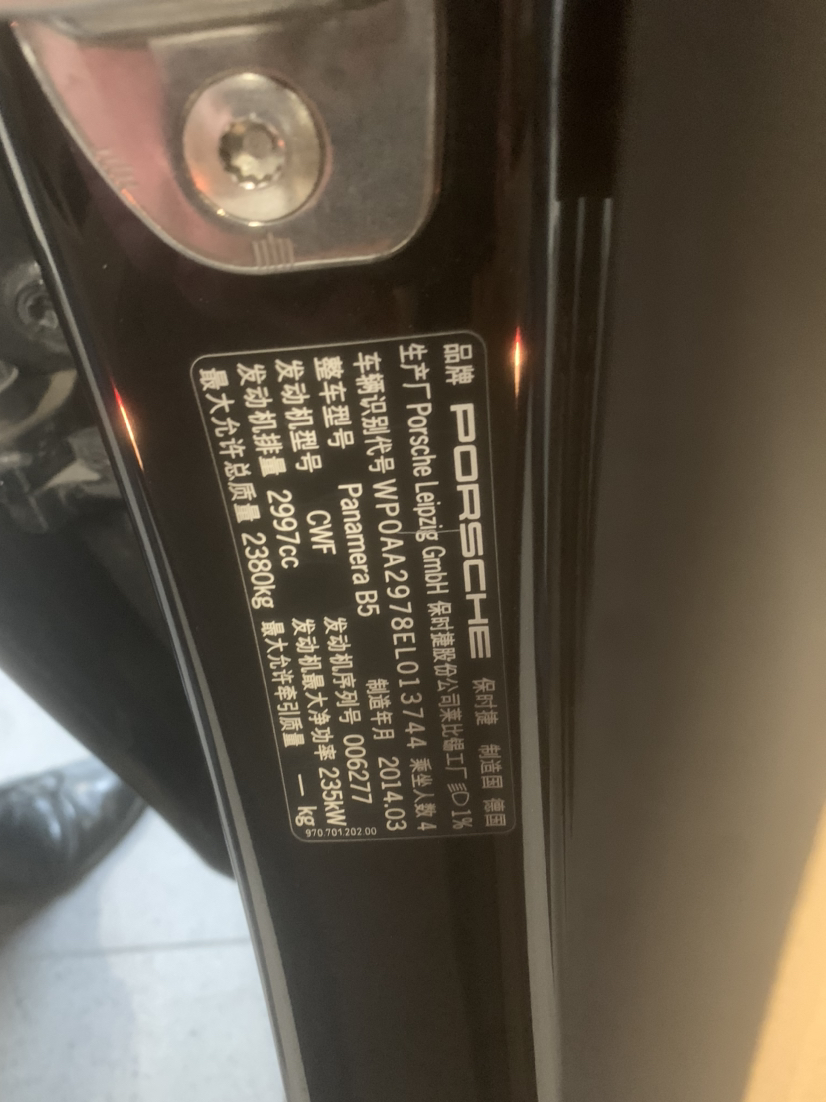 品牌 PORSCHE 保时捷 制造国 德国
生产厂 Porsche Leipzig GmbH 保时捷股份公司莱比锡工厂 1%
车辆识别代号 WP0AA2978EL013744 乘坐人数 4
整车型号 Panamera B5 制造年月 2014.03
发动机型号 CWF 发动机序列号 006277
发动机排量 2997cc 发动机最大净功率 235kW
最大允许总质量 2380kg 最大允许牵引质量 — kg
970.701.202.00